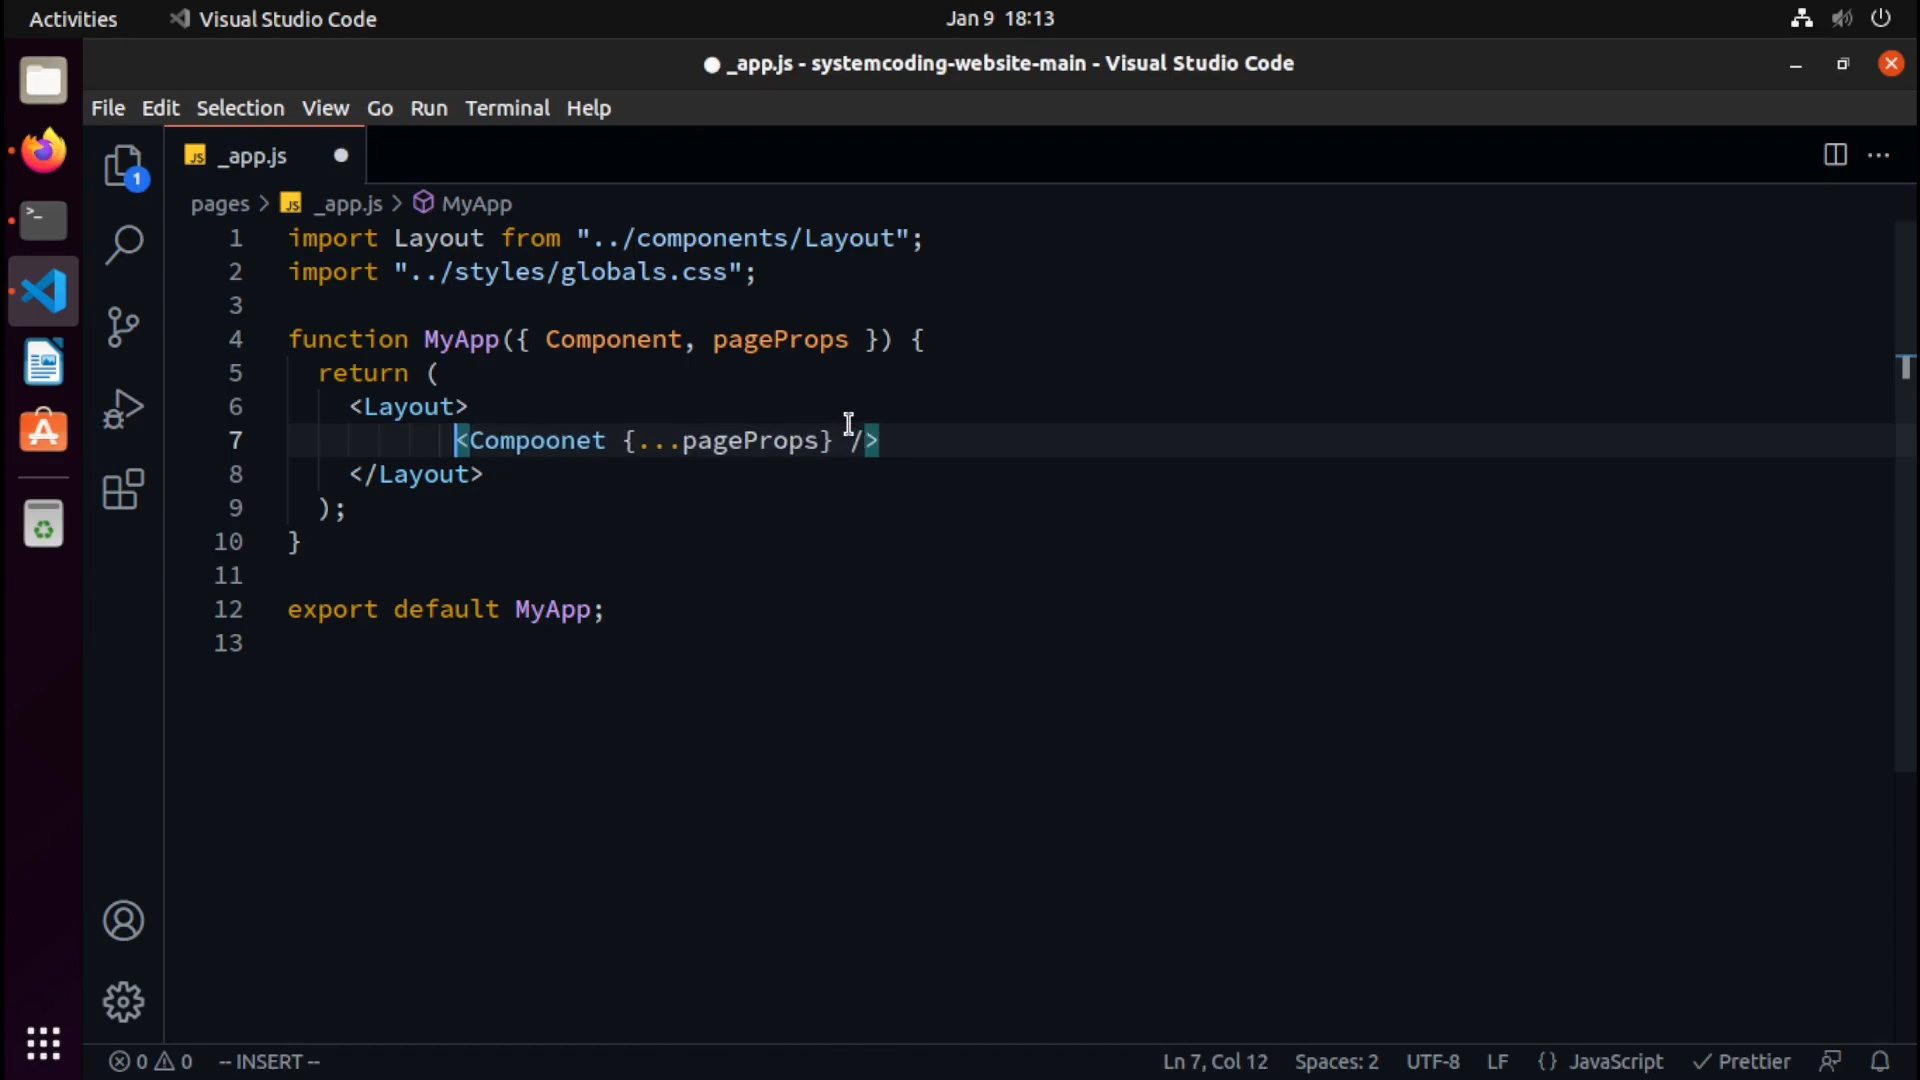 Activities Visual Studio Code Jan 9 18:13
_app.js - systemcoding-website-main - Visual Studio Code
File Edit Selection View Go Run Terminal Help
1 JS _app.js
pages > JS _app.js > MyApp
1 import Layout from "../components/Layout";
2 import "../styles/globals.css";
3
4 function MyApp({ Component, pageProps }) {
5 return (
6 <Layout>
7 <Compoonet {...pageProps} />
8 </Layout>
9 );
10 }
11
12 export default MyApp;
13
0 0 -- INSERT -- Ln 7, Col 12 Spaces: 2 UTF-8 LF {} JavaScript Prettier